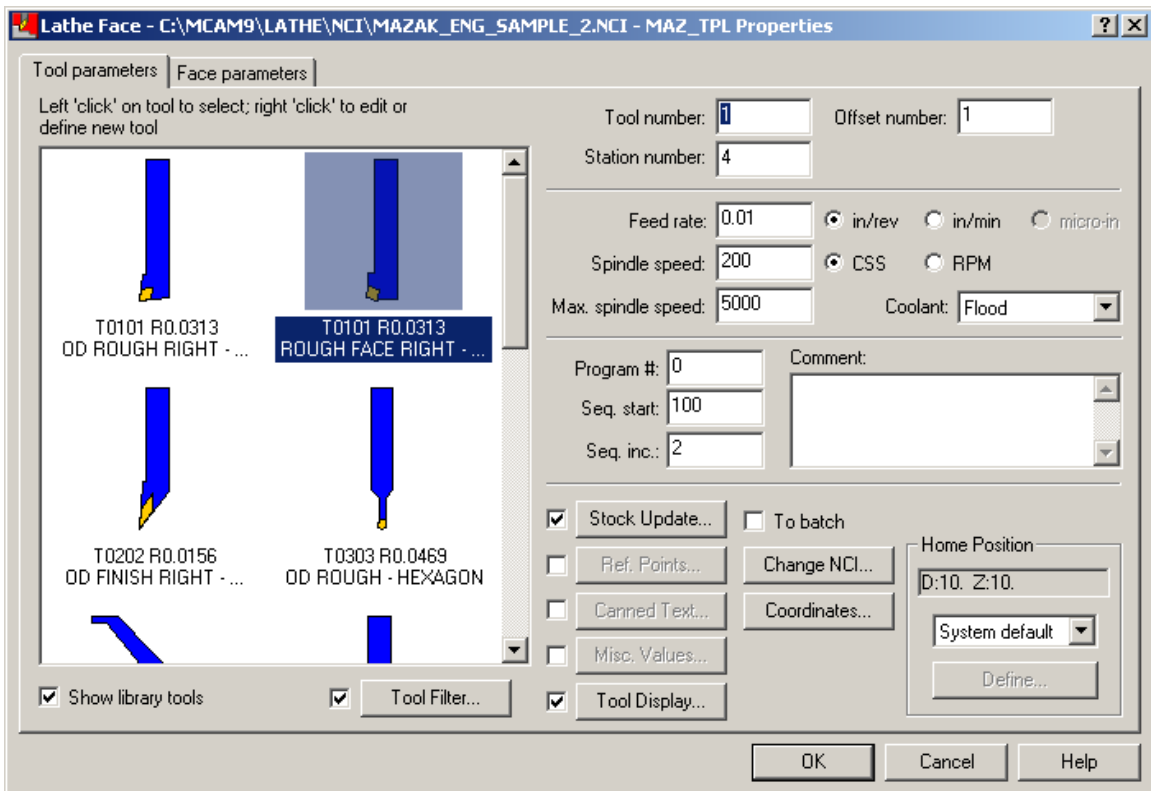 Lathe Face - C:\MCAM9\LATHE\NCI\MAZAK_ENG_SAMPLE_2.NCI - MAZ_TPL Properties
Tool parameters
Face parameters
Left 'click' on tool to select; right 'click' to edit or
define new tool
T0101 R0.0313
OD ROUGH RIGHT - ...
T0101 R0.0313
ROUGH FACE RIGHT - ...
T0202 R0.0156
OD FINISH RIGHT - ...
T0303 R0.0469
OD ROUGH - HEXAGON
Show library tools
Tool Filter...
Tool number: 1
Offset number: 1
Station number: 4
Feed rate: 0.01
in/rev
in/min
micro-in
Spindle speed: 200
CSS
RPM
Max. spindle speed: 5000
Coolant: Flood
Program #: 0
Comment:
Seq. start: 100
Seq. inc.: 2
Stock Update...
To batch
Ref. Points...
Change NCI...
Canned Text...
Coordinates...
Misc. Values...
Tool Display...
Home Position
D:10. Z:10.
System default
Define...
OK
Cancel
Help